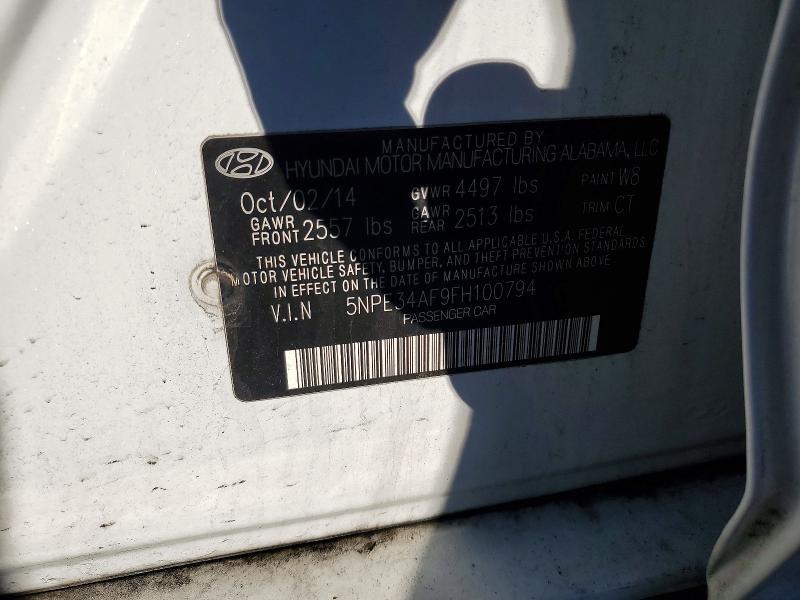 MANUFACTURED BY
HYUNDAI MOTOR MANUFACTURING ALABAMA, LLC
Oct/02/14 GVWR 4497 lbs PAINT W8
GAWR FRONT 2557 lbs GAWR REAR 2513 lbs TRIM CT
THIS VEHICLE CONFORMS TO ALL APPLICABLE U.S.A. FEDERAL
MOTOR VEHICLE SAFETY, BUMPER, AND THEFT PREVENTION STANDARDS
IN EFFECT ON THE DATE OF MANUFACTURE SHOWN ABOVE
V.I.N 5NPE34AF9FH100794
PASSENGER CAR